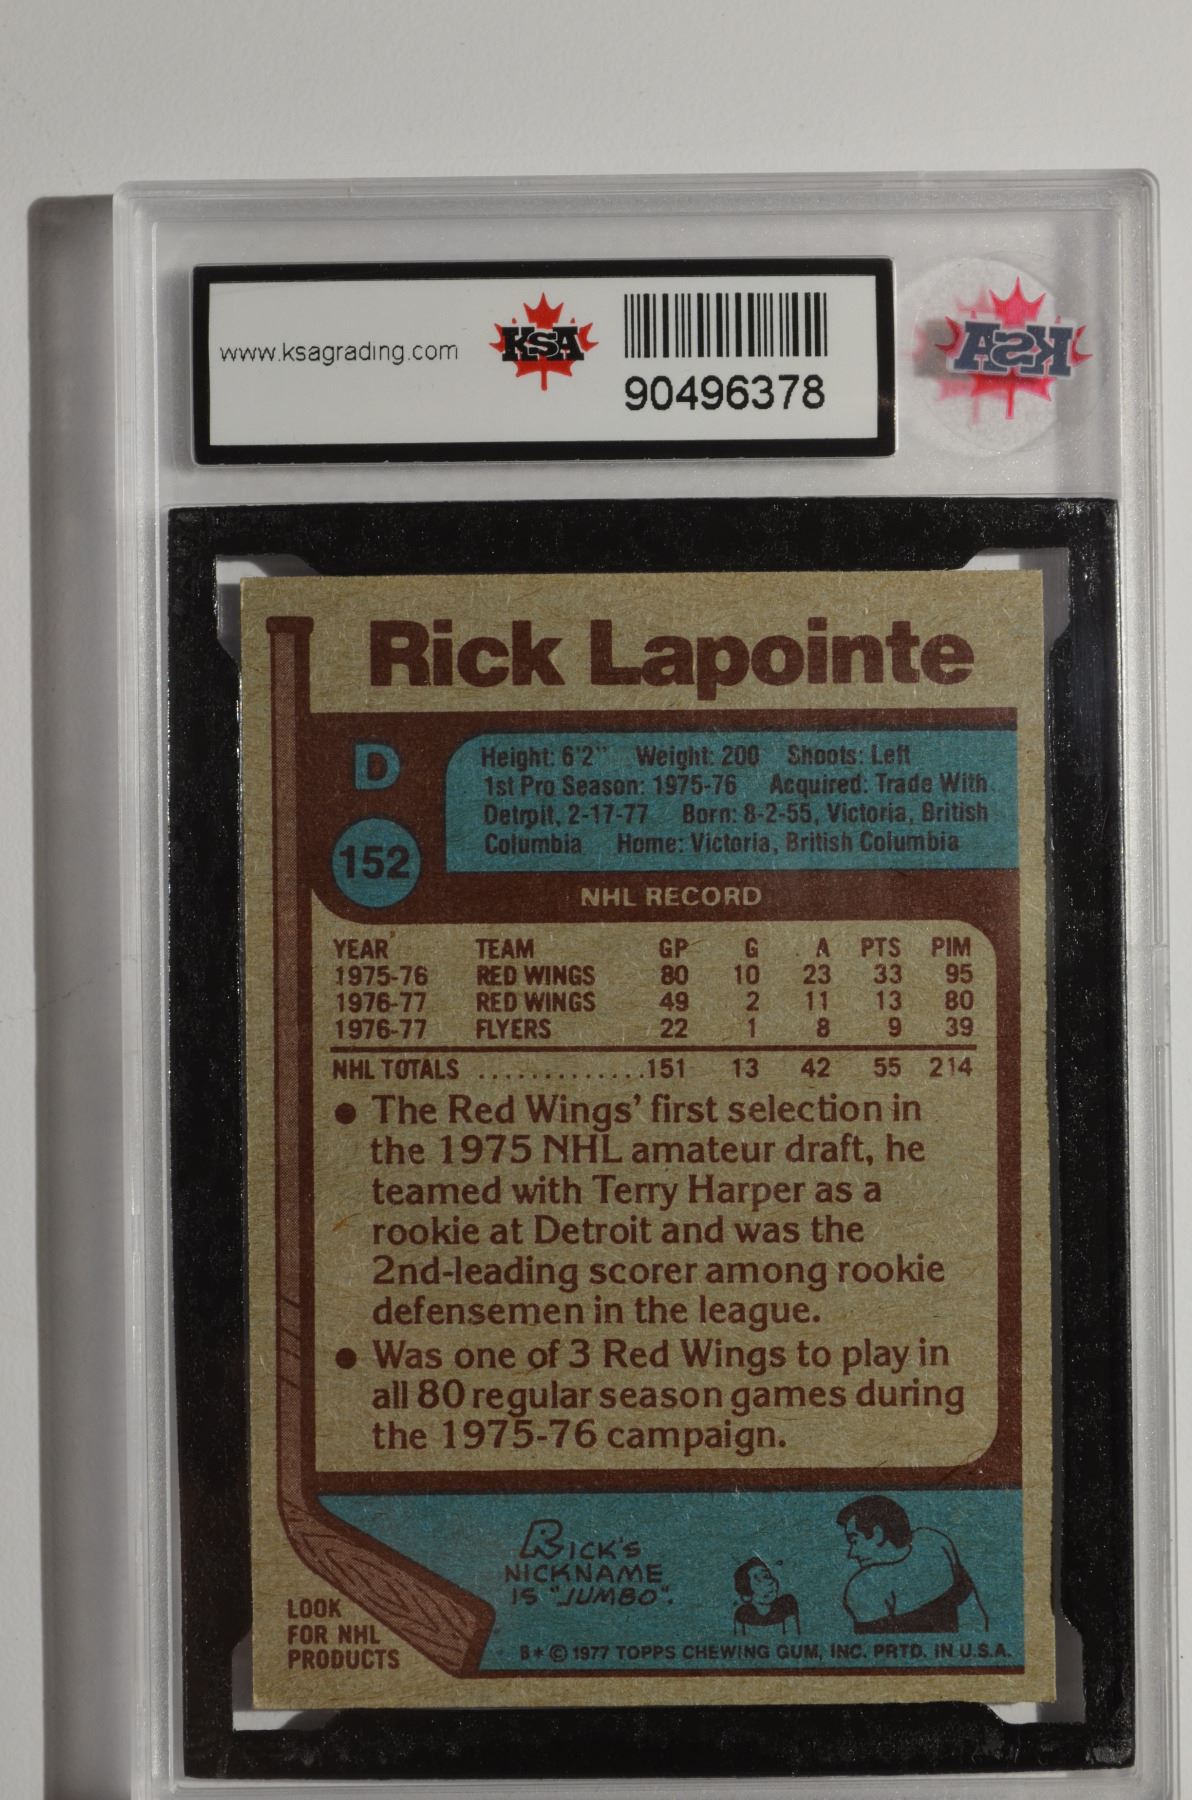 www.ksagrading.com
KSA
90496378
KSA
Rick Lapointe
D
152
Height: 6'2" Weight: 200 Shoots: Left
1st Pro Season: 1975-76 Acquired: Trade With
Detroit, 2-17-77 Born: 8-2-55, Victoria, British
Columbia Home: Victoria, British Columbia
NHL RECORD
YEAR TEAM GP G A PTS PIM
1975-76 RED WINGS 80 10 23 33 95
1976-77 RED WINGS 49 2 11 13 80
1976-77 FLYERS 22 1 8 9 39
NHL TOTALS .............151 13 42 55 214
● The Red Wings' first selection in
the 1975 NHL amateur draft, he
teamed with Terry Harper as a
rookie at Detroit and was the
2nd-leading scorer among rookie
defensemen in the league.
● Was one of 3 Red Wings to play in
all 80 regular season games during
the 1975-76 campaign.
RICK'S
NICKNAME
IS "JUMBO".
LOOK
FOR NHL
PRODUCTS
B* © 1977 TOPPS CHEWING GUM, INC. PRTD. IN U.S.A.